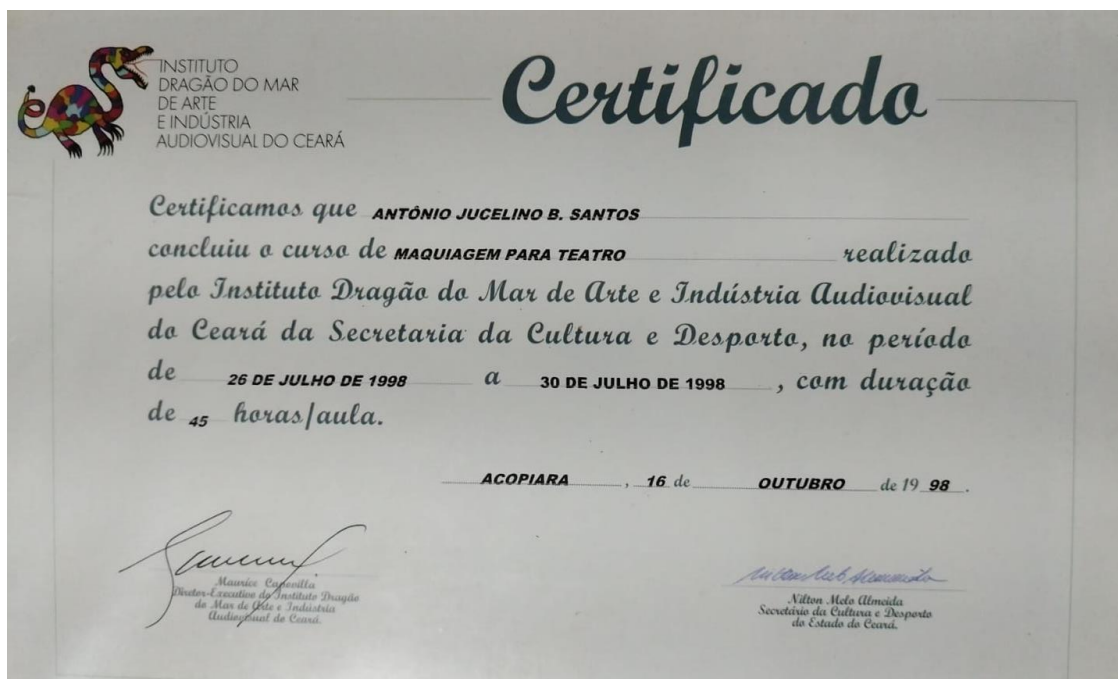 INSTITUTO
DRAGÃO DO MAR
DE ARTE
E INDÚSTRIA
AUDIOVISUAL DO CEARÁ
Certificado
Certificamos que ANTÔNIO JUCELINO B. SANTOS
concluiu o curso de MAQUIAGEM PARA TEATRO realizado
pelo Instituto Dragão do Mar de Arte e Indústria Audiovisual
do Ceará da Secretaria da Cultura e Desporto, no período
de 26 DE JULHO DE 1998 a 30 DE JULHO DE 1998, com duração
de 45 horas/aula.
ACOPIARA, 16 de OUTUBRO de 1998.
Maurice Capovilla
Diretor-Executivo do Instituto Dragão
do Mar de Arte e Indústria
Audiovisual do Ceará.
Nilton Melo Almeida
Secretário da Cultura e Desporto
do Estado do Ceará.